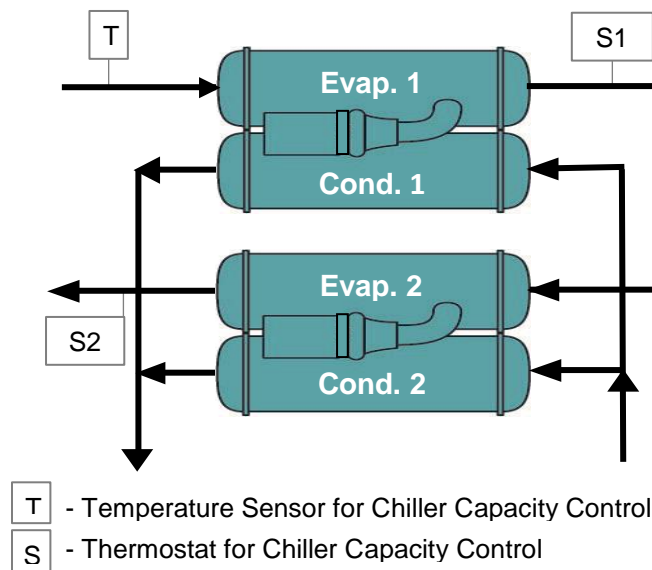 T
S1
Evap. 1
Cond. 1
Evap. 2
S2
Cond. 2
T - Temperature Sensor for Chiller Capacity Control
S - Thermostat for Chiller Capacity Control